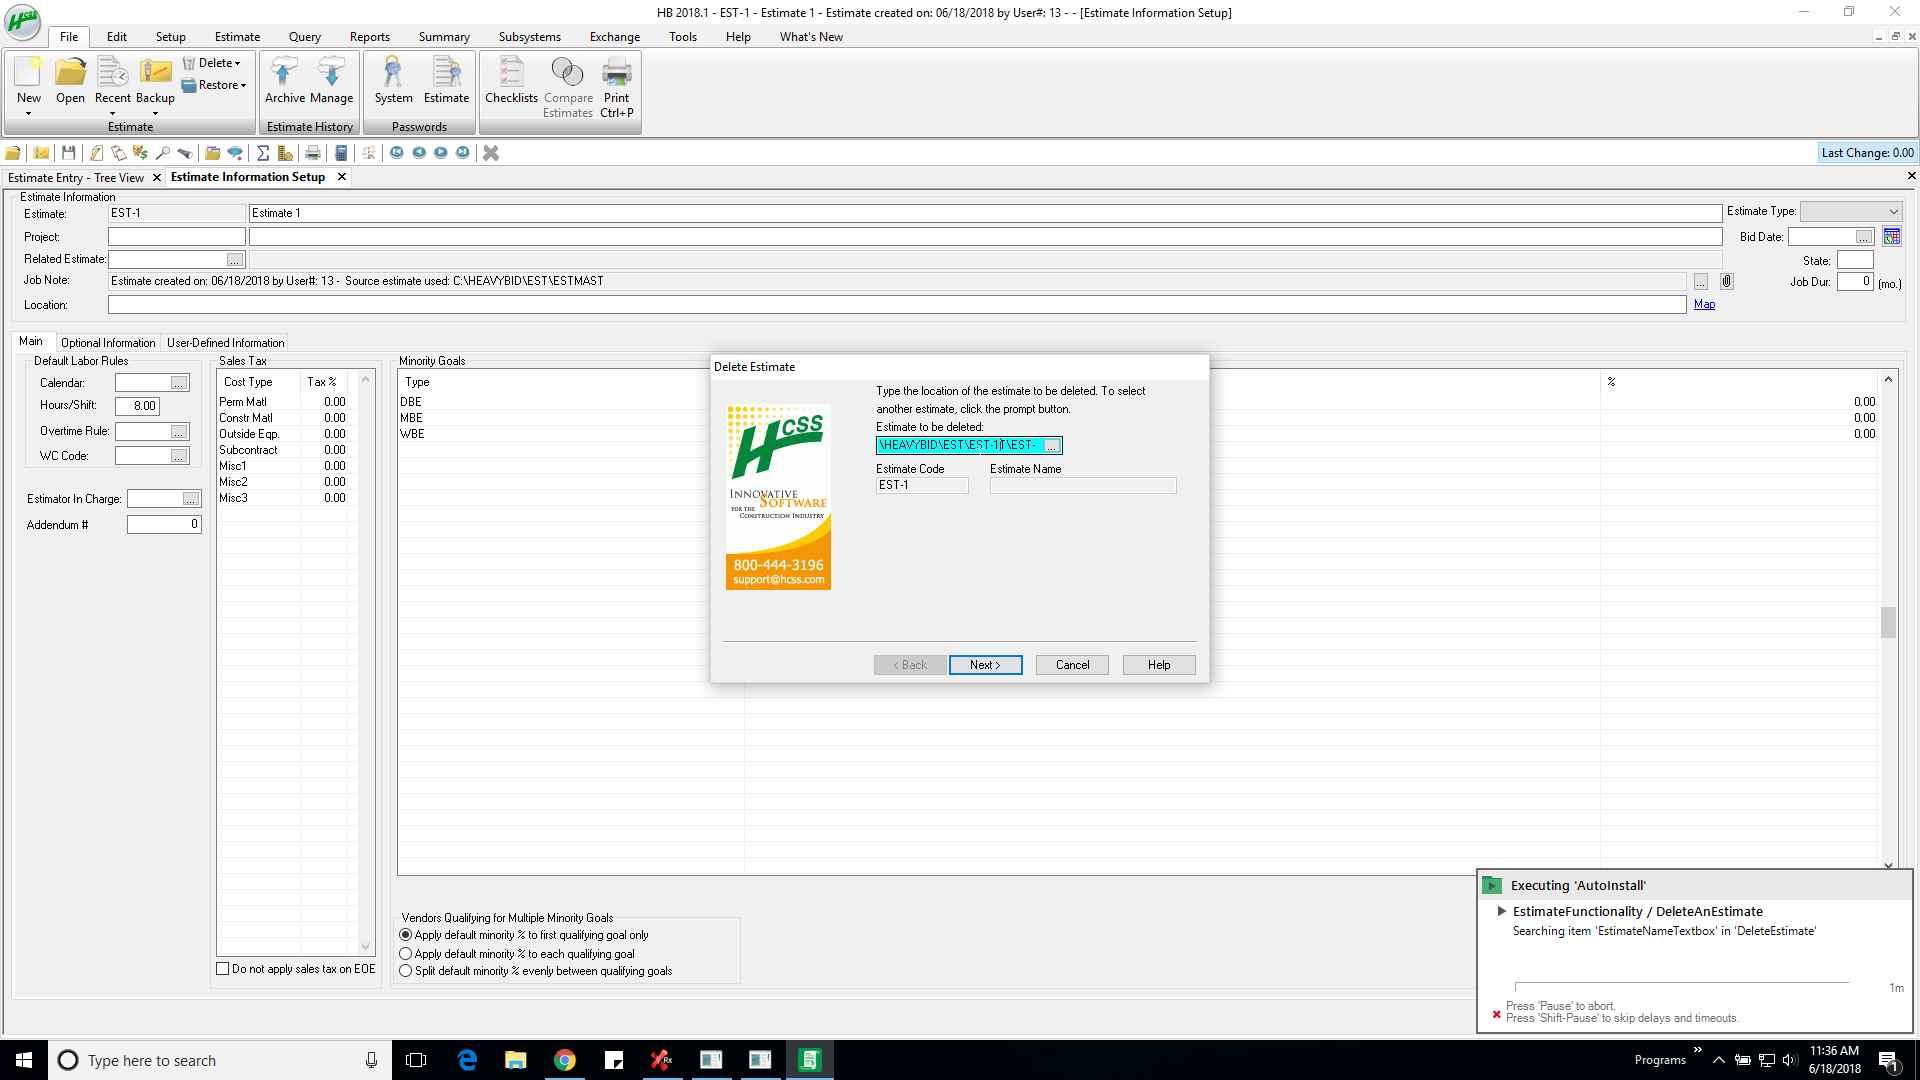 HB 2018.1 - EST-1 - Estimate 1 - Estimate created on: 06/18/2018 by User#: 13 - - [Estimate Information Setup]
HCSS
File Edit Setup Estimate Query Reports Summary Subsystems Exchange Tools Help What's New
New Open Recent Backup Delete Restore
Archive Manage System Estimate Checklists Compare Estimates Print Ctrl+P
Estimate Estimate History Passwords
Last Change: 0.00
Estimate Entry - Tree View Estimate Information Setup
Estimate Information
Estimate: EST-1 Estimate 1 Estimate Type:
Project: Bid Date: ...
Related Estimate: ... State:
Job Note: Estimate created on: 06/18/2018 by User#: 13 - Source estimate used: C:\HEAVYBID\EST\ESTMAST ... Job Dur: 0 (mo.)
Location: Map
Main Optional Information User-Defined Information
Default Labor Rules
Calendar: ...
Hours/Shift: 8.00
Overtime Rule: ...
WC Code: ...
Estimator In Charge: ...
Addendum # 0
Sales Tax
Cost Type Tax %
Perm Matl 0.00
Constr Matl 0.00
Outside Eqp. 0.00
Subcontract 0.00
Misc1 0.00
Misc2 0.00
Misc3 0.00
Do not apply sales tax on EOE
Minority Goals
Type %
DBE 0.00
MBE 0.00
WBE 0.00
Delete Estimate
Type the location of the estimate to be deleted. To select
another estimate, click the prompt button.
Estimate to be deleted:
\HEAVYBID\EST\EST-1\T\EST- ...
Estimate Code Estimate Name
EST-1
HCSS
INNOVATIVE
SOFTWARE
FOR THE
CONSTRUCTION INDUSTRY
800-444-3196
support@hcss.com
< Back Next > Cancel Help
Vendors Qualifying for Multiple Minority Goals
Apply default minority % to first qualifying goal only
Apply default minority % to each qualifying goal
Split default minority % evenly between qualifying goals
Executing 'AutoInstall'
EstimateFunctionality / DeleteAnEstimate
Searching item 'EstimateNameTextbox' in 'DeleteEstimate'
1m
Press 'Pause' to abort.
Press 'Shift-Pause' to skip delays and timeouts.
Type here to search
Rx
Programs
11:36 AM
6/18/2018
1